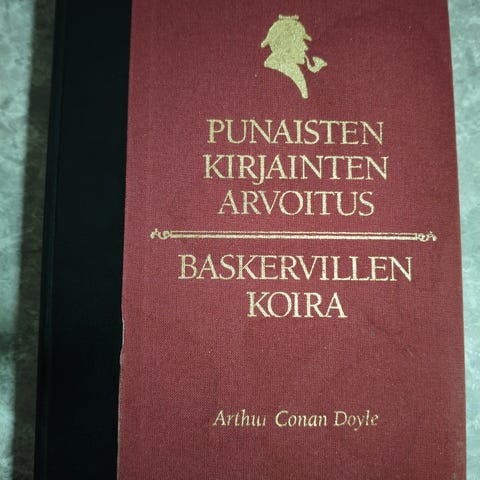 PUNAISTEN
KIRJAINTEN
ARVOITUS
BASKERVILLEN
KOIRA
Arthur Conan Doyle